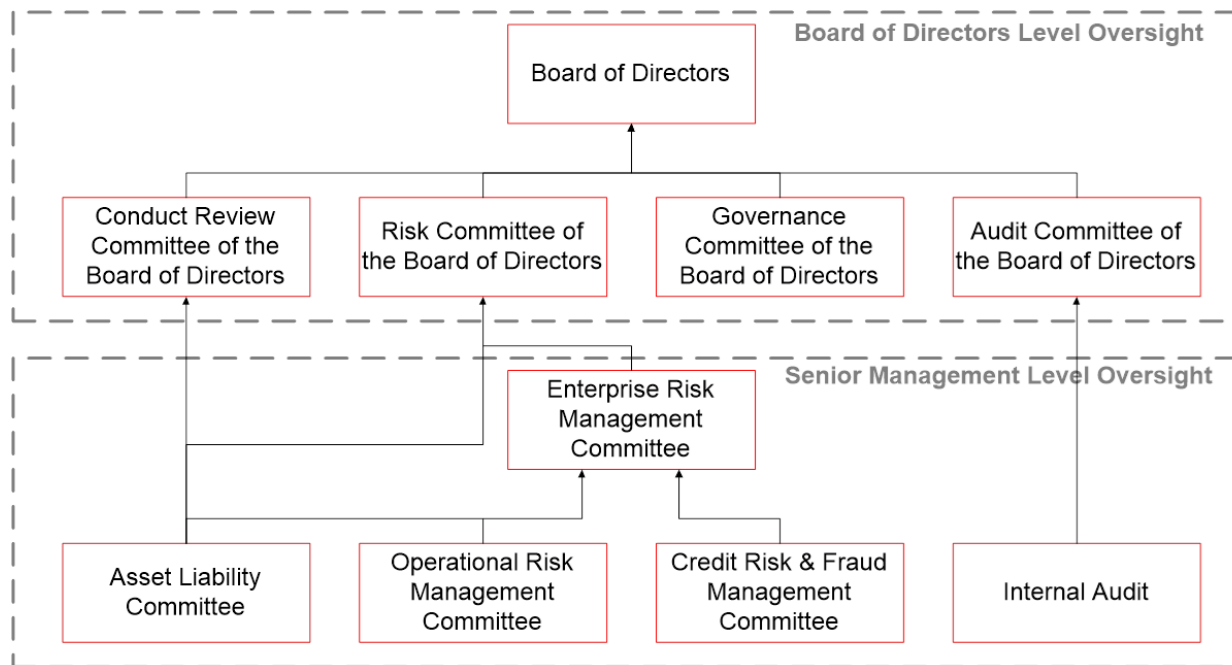 Board of Directors Level Oversight
Board of Directors
Conduct Review
Committee of the
Board of Directors
Risk Committee of
the Board of Directors
Governance
Committee of the
Board of Directors
Audit Committee of
the Board of Directors
Senior Management Level Oversight
Enterprise Risk
Management
Committee
Asset Liability
Committee
Operational Risk
Management
Committee
Credit Risk & Fraud
Management
Committee
Internal Audit